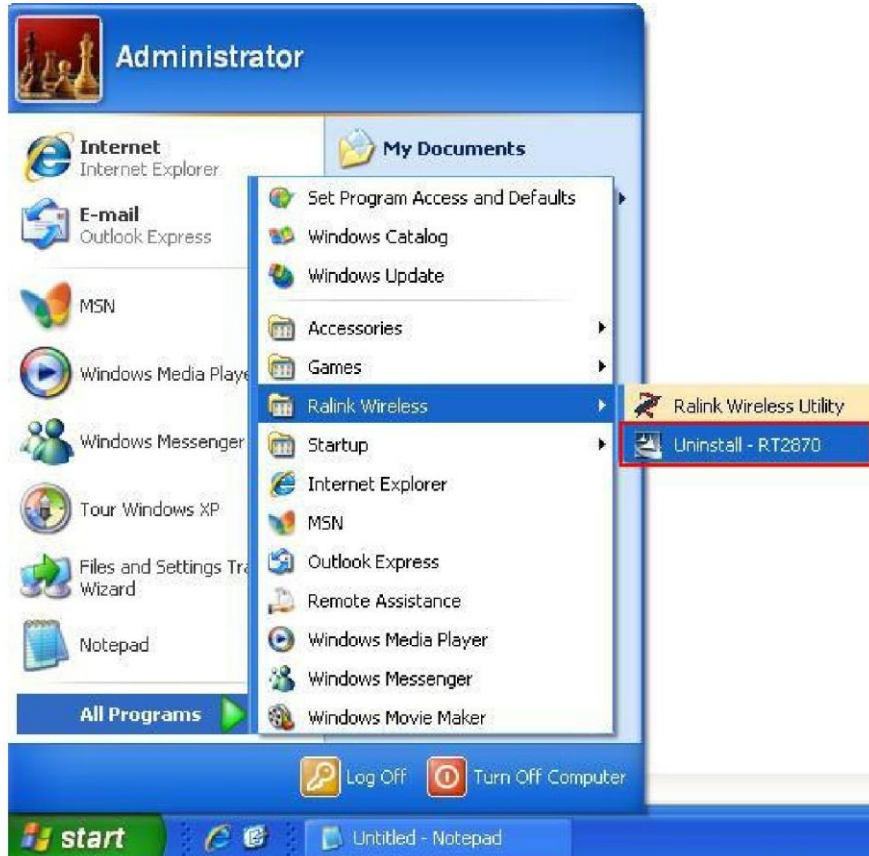 Administrator
Internet
Internet Explorer
E-mail
Outlook Express
MSN
Windows Media Playe
Windows Messenger
Tour Windows XP
Files and Settings Tra
Wizard
Notepad
All Programs
My Documents
Set Program Access and Defaults
Windows Catalog
Windows Update
Accessories
Games
Ralink Wireless
Startup
Internet Explorer
MSN
Outlook Express
Remote Assistance
Windows Media Player
Windows Messenger
Windows Movie Maker
Ralink Wireless Utility
Uninstall - RT2870
Log Off
Turn Off Computer
start
Untitled - Notepad